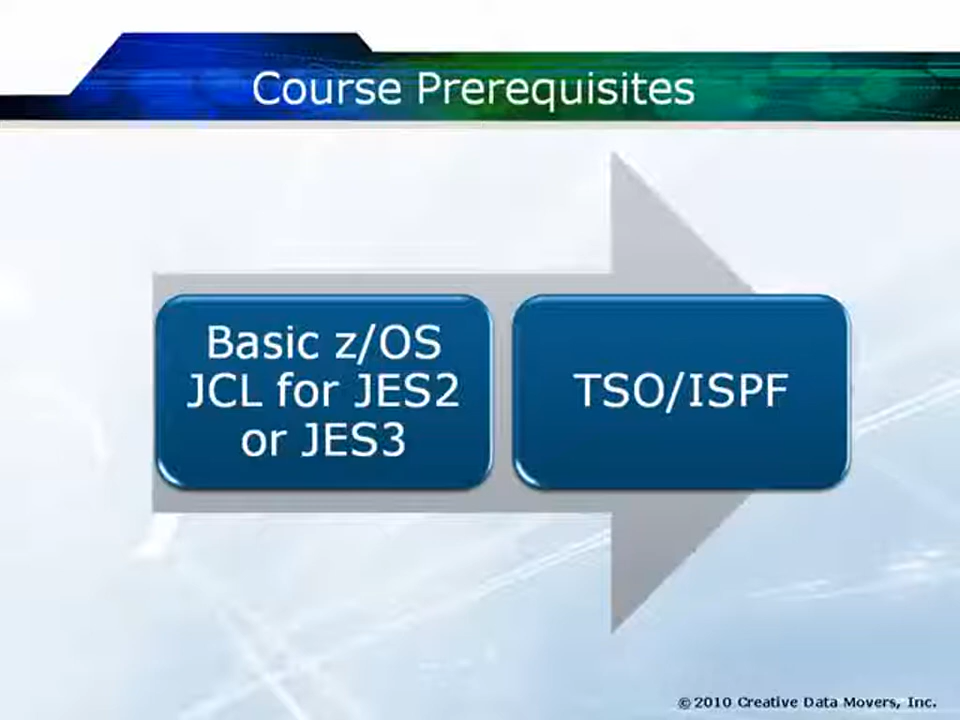 Course Prerequisites
Basic z/OS
JCL for JES2
or JES3
TSO/ISPF
© 2010 Creative Data Movers, Inc.